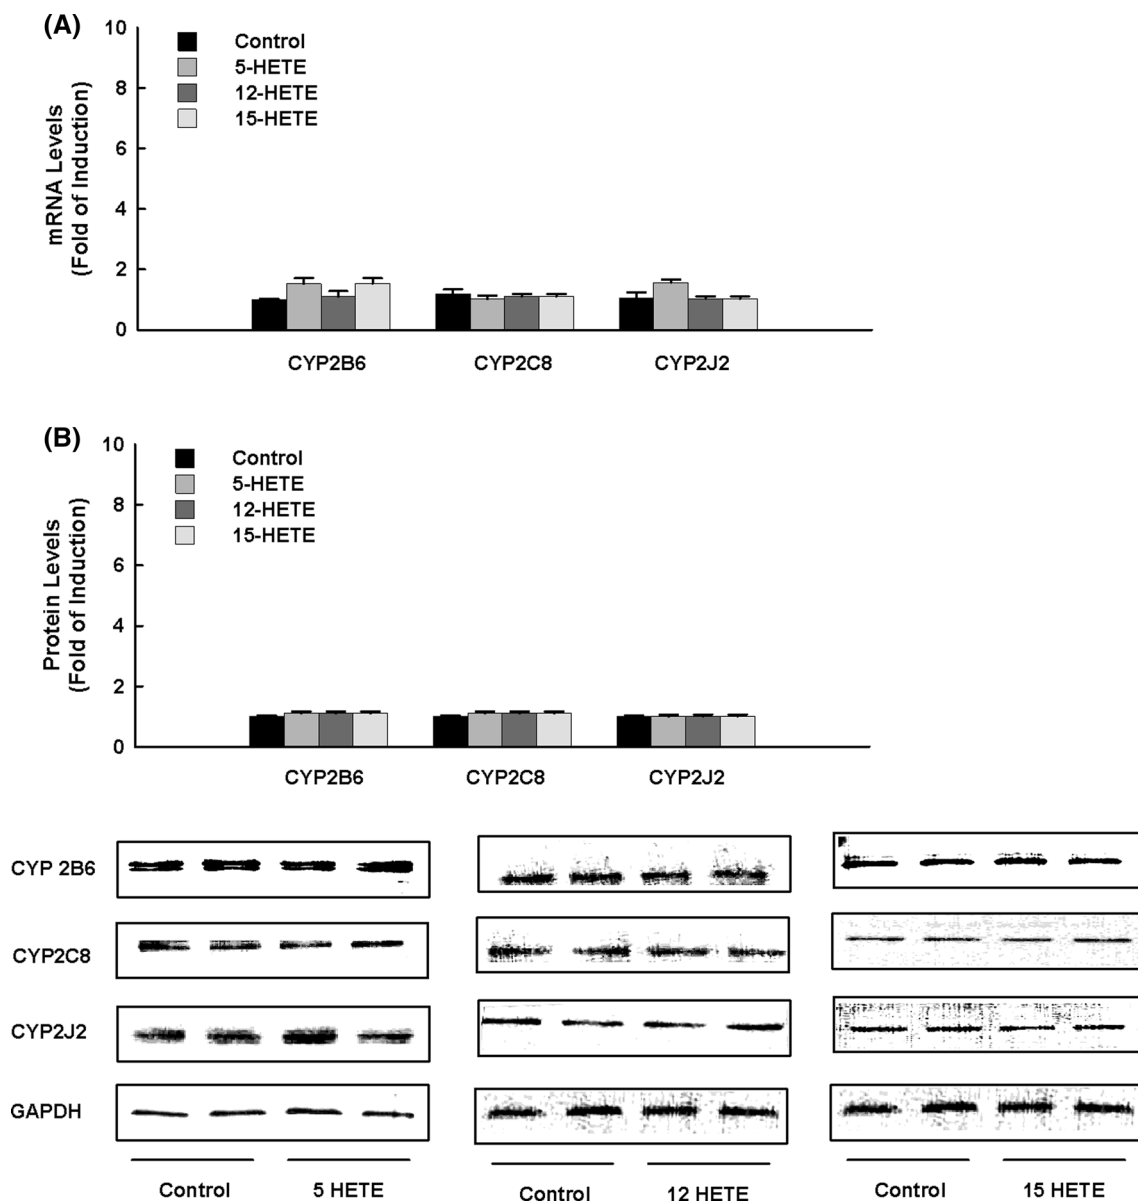 (A)
10
8
6
4
2
0
mRNA Levels
(Fold of Induction)
Control
5-HETE
12-HETE
15-HETE
CYP2B6 CYP2C8 CYP2J2
(B)
10
8
6
4
2
0
Protein Levels
(Fold of Induction)
Control
5-HETE
12-HETE
15-HETE
CYP2B6 CYP2C8 CYP2J2
CYP 2B6
CYP2C8
CYP2J2
GAPDH
Control 5 HETE Control 12 HETE Control 15 HETE